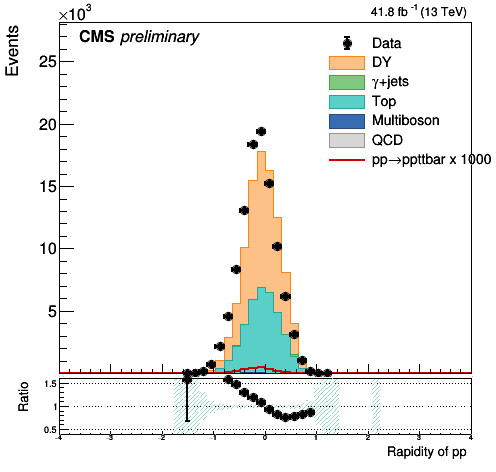 ×10³
41.8 fb⁻¹ (13 TeV)
Events
CMS preliminary
Data
DY
γ+jets
Top
Multiboson
QCD
pp→ppttbar x 1000
25
20
15
10
5
Ratio
1.5
1
0.5
-4 -3 -2 -1 0 1 2 3 4
Rapidity of pp